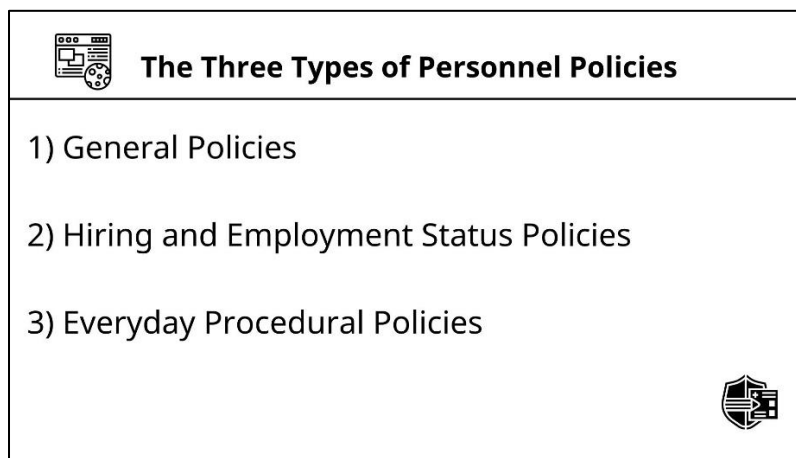 The Three Types of Personnel Policies
1) General Policies
2) Hiring and Employment Status Policies
3) Everyday Procedural Policies